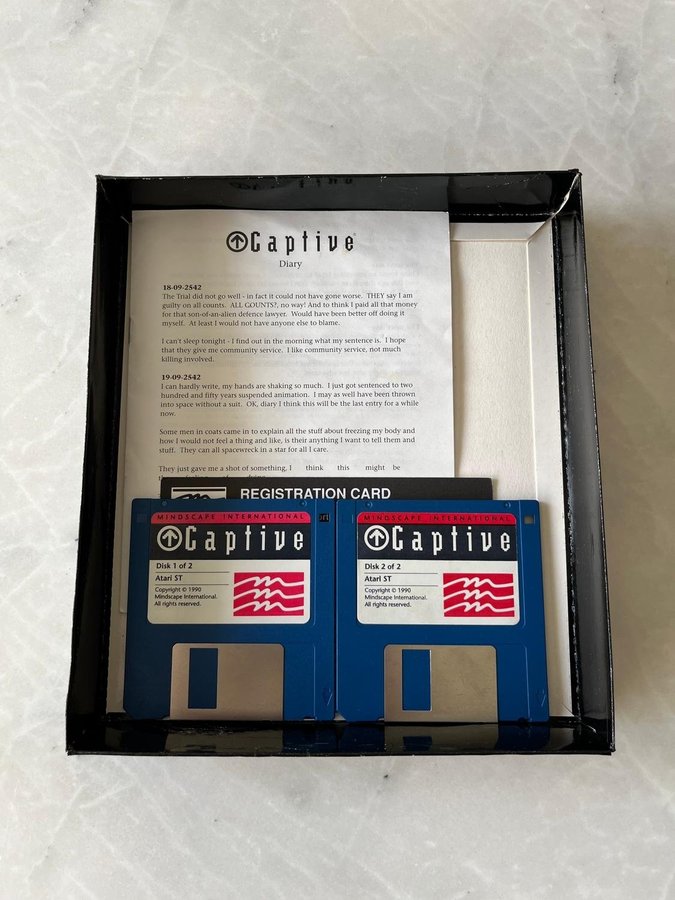 Captive
Diary
18-09-2542
The Trial did not go well - in fact it could not have gone worse. THEY say I am
guilty on all counts. ALL COUNTS?, no way! And to think I paid all that money
for that son-of-an-alien defence lawyer. Would have been better off doing it
myself. At least I would not have anyone else to blame.
I can't sleep tonight - I find out in the morning what my sentence is. I hope
that they give me community service. I like community service, not much
killing involved.
19-09-2542
I can hardly write, my hands are shaking so much. I just got sentenced to two
hundred and fifty years suspended animation. I may as well have been thrown
into space without a suit. OK, diary I think this will be the last entry for a while
now.
Some men in coats came in to explain all the stuff about freezing my body and
how I would not feel a thing and like, is their anything I want to tell them and
stuff. They can all spacewreck in a star for all I care.
They just gave me a shot of something, I think this might be
REGISTRATION CARD
MINDSCAPE INTERNATIONAL
Captive
Disk 1 of 2
Atari ST
Copyright © 1990
Mindscape International.
All rights reserved.
MINDSCAPE INTERNATIONAL
Captive
Disk 2 of 2
Atari ST
Copyright © 1990
Mindscape International.
All rights reserved.